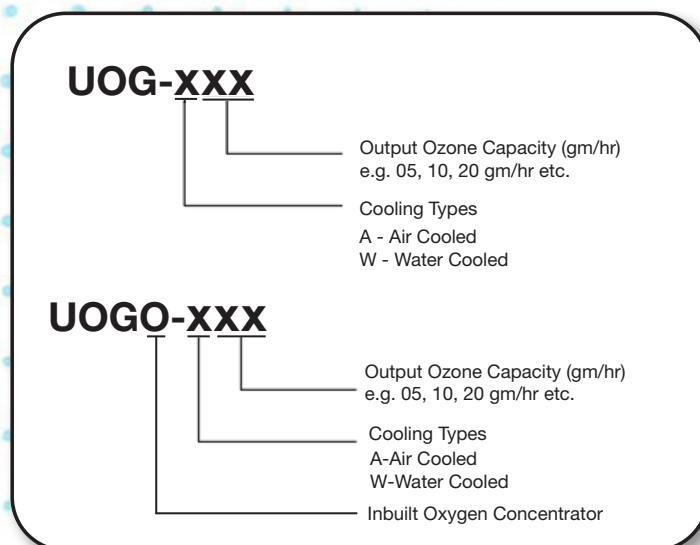 UOG-xxx
Output Ozone Capacity (gm/hr)
e.g. 05, 10, 20 gm/hr etc.
Cooling Types
A - Air Cooled
W - Water Cooled
UOGO-xxx
Output Ozone Capacity (gm/hr)
e.g. 05, 10, 20 gm/hr etc.
Cooling Types
A-Air Cooled
W-Water Cooled
Inbuilt Oxygen Concentrator